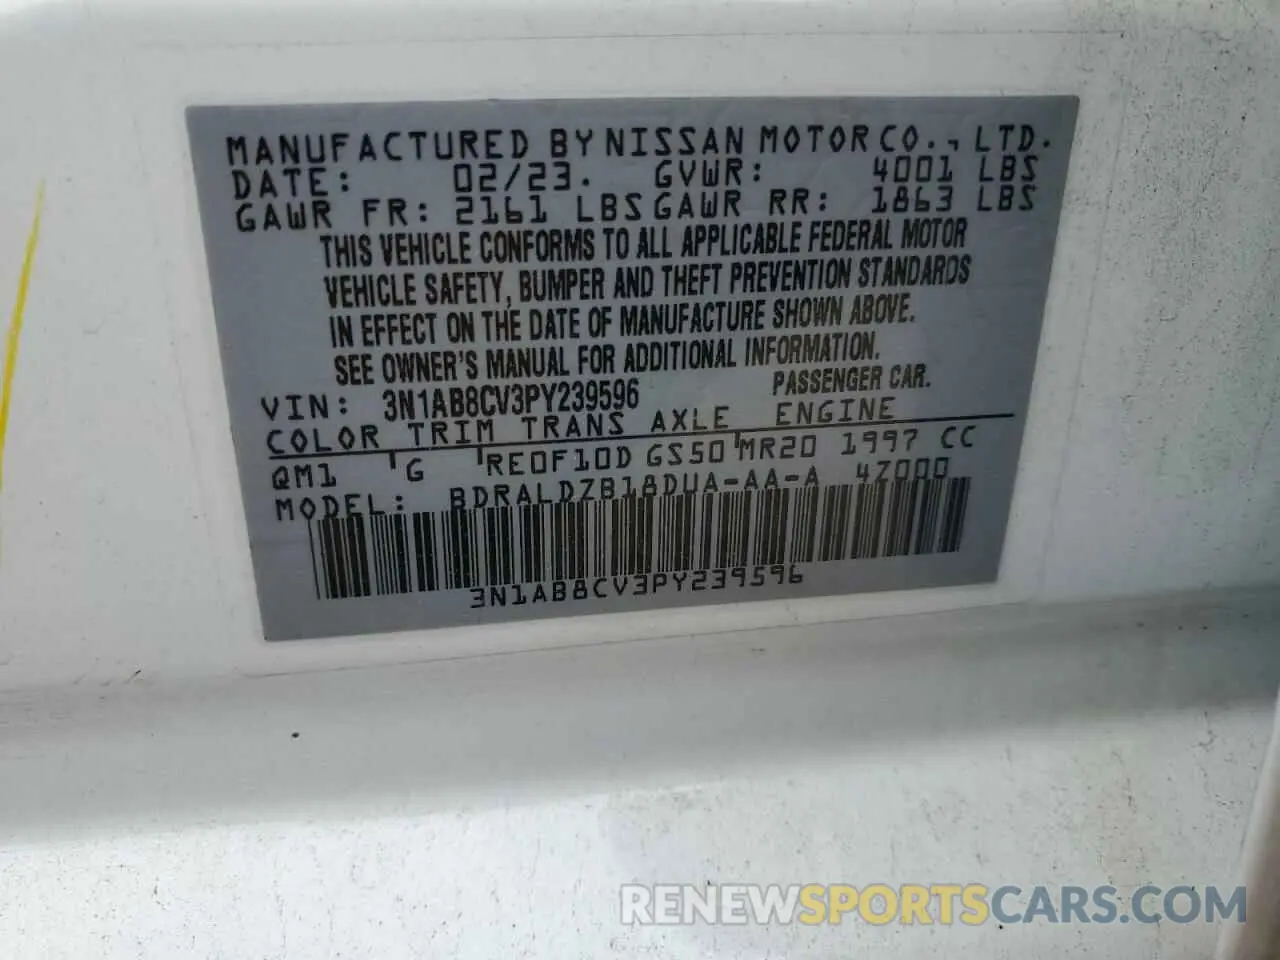 MANUFACTURED BY NISSAN MOTOR CO., LTD.
DATE: 02/23. GVWR: 4001 LBS
GAWR FR: 2161 LBS GAWR RR: 1863 LBS
THIS VEHICLE CONFORMS TO ALL APPLICABLE FEDERAL MOTOR
VEHICLE SAFETY, BUMPER AND THEFT PREVENTION STANDARDS
IN EFFECT ON THE DATE OF MANUFACTURE SHOWN ABOVE.
SEE OWNER'S MANUAL FOR ADDITIONAL INFORMATION.
VIN: 3N1AB8CV3PY239596 PASSENGER CAR.
COLOR TRIM TRANS AXLE ENGINE
QM1 G RE0F10D GS50 MR20 1997 CC
MODEL: BDRALDZB18DUA-AA-A 4Z000
3N1AB8CV3PY239596
RENEWSPORTSCARS.COM